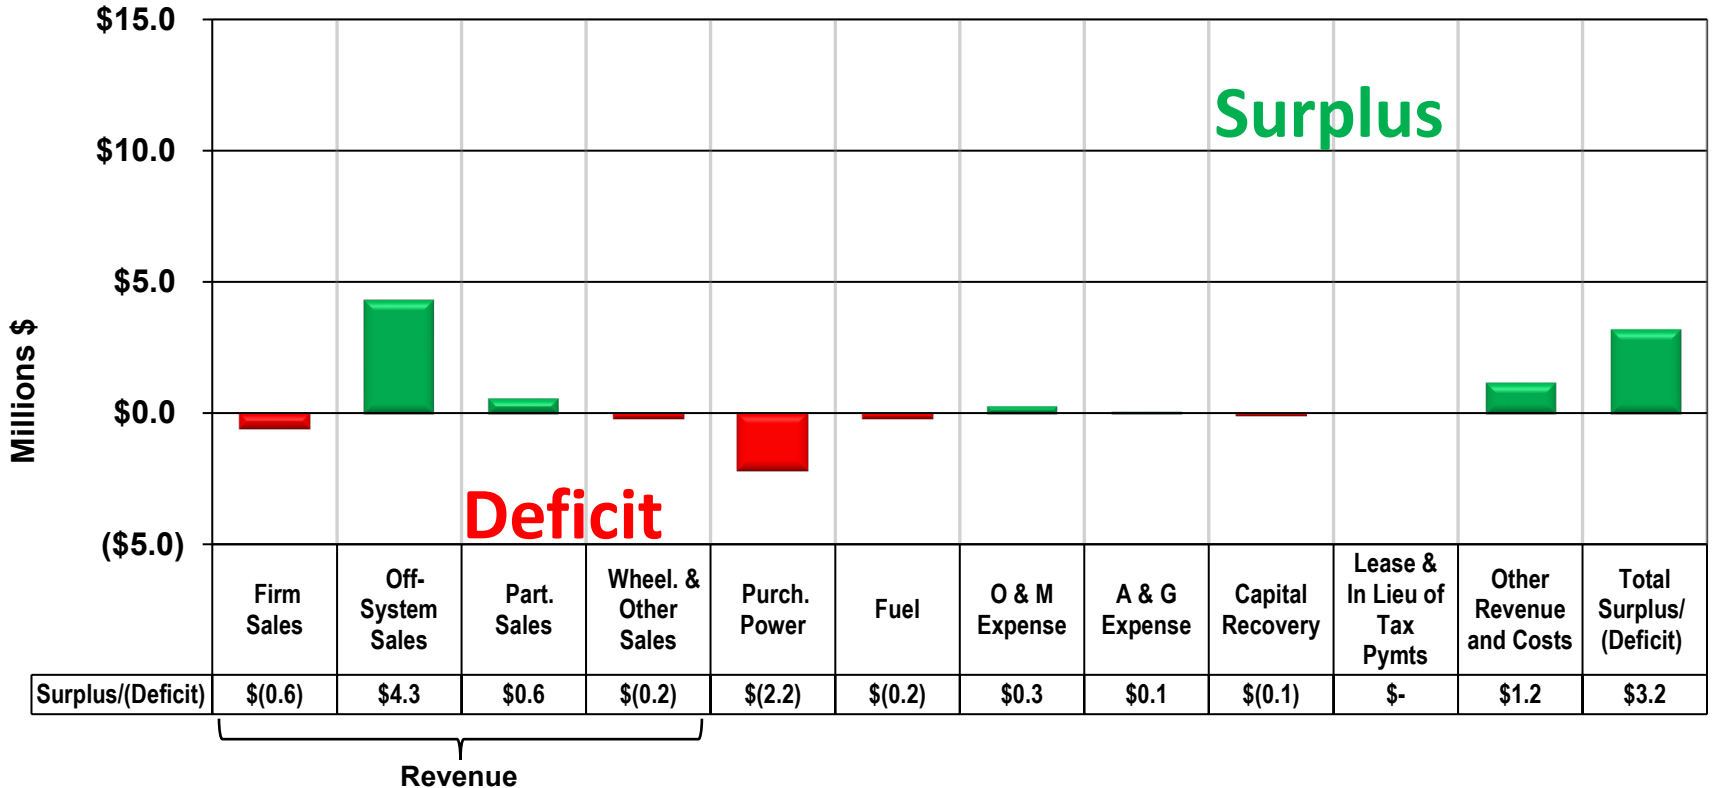 $15.0
Surplus
$10.0
$5.0
Millions $
$0.0
Deficit
($5.0)
Firm
Sales
Off-
System
Sales
Part.
Sales
Wheel. &
Other
Sales
Purch.
Power
Fuel
O & M
Expense
A & G
Expense
Capital
Recovery
Lease &
In Lieu of
Tax
Pymts
Other
Revenue
and Costs
Total
Surplus/
(Deficit)
Surplus/(Deficit) $(0.6) $4.3 $0.6 $(0.2) $(2.2) $(0.2) $0.3 $0.1 $(0.1) $- $1.2 $3.2
Revenue